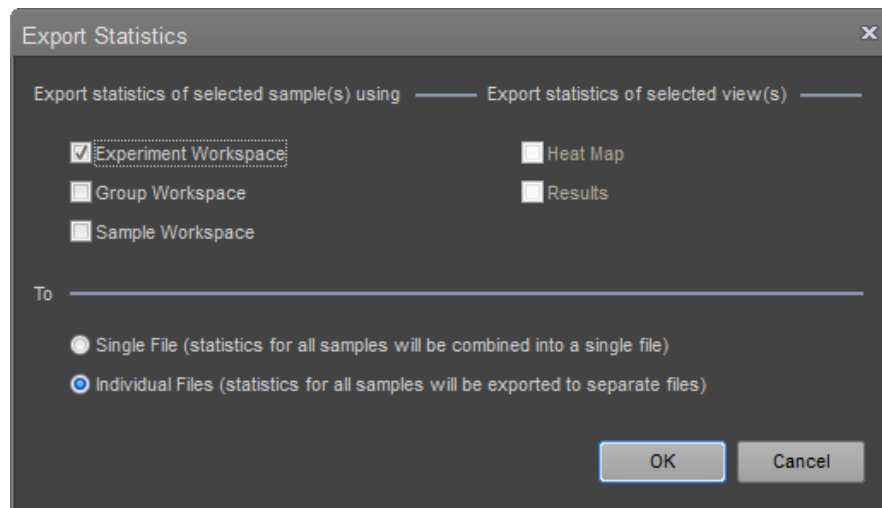 Export Statistics
Export statistics of selected sample(s) using
Export statistics of selected view(s)
Experiment Workspace
Heat Map
Group Workspace
Results
Sample Workspace
To
Single File (statistics for all samples will be combined into a single file)
Individual Files (statistics for all samples will be exported to separate files)
OK
Cancel